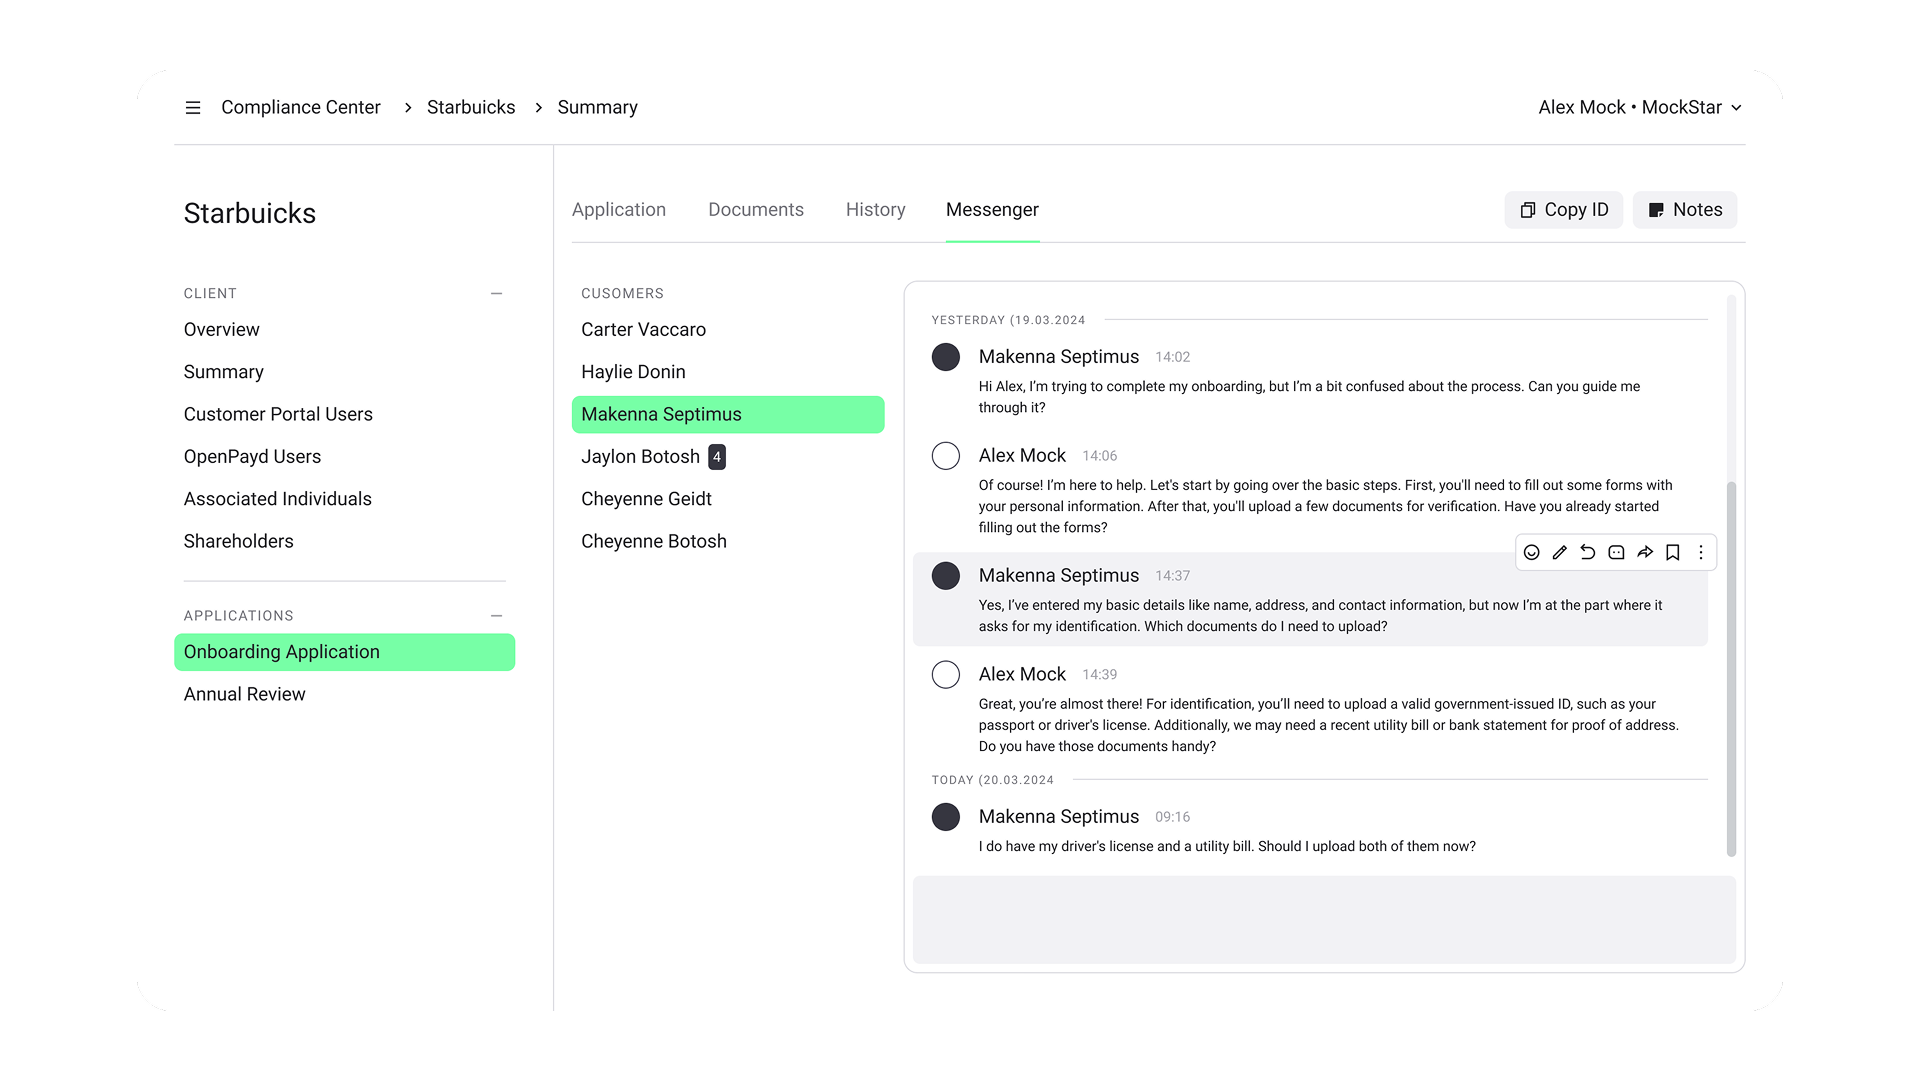 Compliance Center > Starbuicks > Summary
Alex Mock • MockStar
Starbuicks
CLIENT
Overview
Summary
Customer Portal Users
OpenPayd Users
Associated Individuals
Shareholders
APPLICATIONS
Onboarding Application
Annual Review
Application
Documents
History
Messenger
Copy ID
Notes
CUSOMERS
Carter Vaccaro
Haylie Donin
Makenna Septimus
Jaylon Botosh 4
Cheyenne Geidt
Cheyenne Botosh
YESTERDAY (19.03.2024
Makenna Septimus 14:02
Hi Alex, I’m trying to complete my onboarding, but I’m a bit confused about the process. Can you guide me
through it?
Alex Mock 14:06
Of course! I’m here to help. Let's start by going over the basic steps. First, you'll need to fill out some forms with
your personal information. After that, you'll upload a few documents for verification. Have you already started
filling out the forms?
Makenna Septimus 14:37
Yes, I’ve entered my basic details like name, address, and contact information, but now I’m at the part where it
asks for my identification. Which documents do I need to upload?
Alex Mock 14:39
Great, you’re almost there! For identification, you’ll need to upload a valid government-issued ID, such as your
passport or driver's license. Additionally, we may need a recent utility bill or bank statement for proof of address.
Do you have those documents handy?
TODAY (20.03.2024
Makenna Septimus 09:16
I do have my driver's license and a utility bill. Should I upload both of them now?